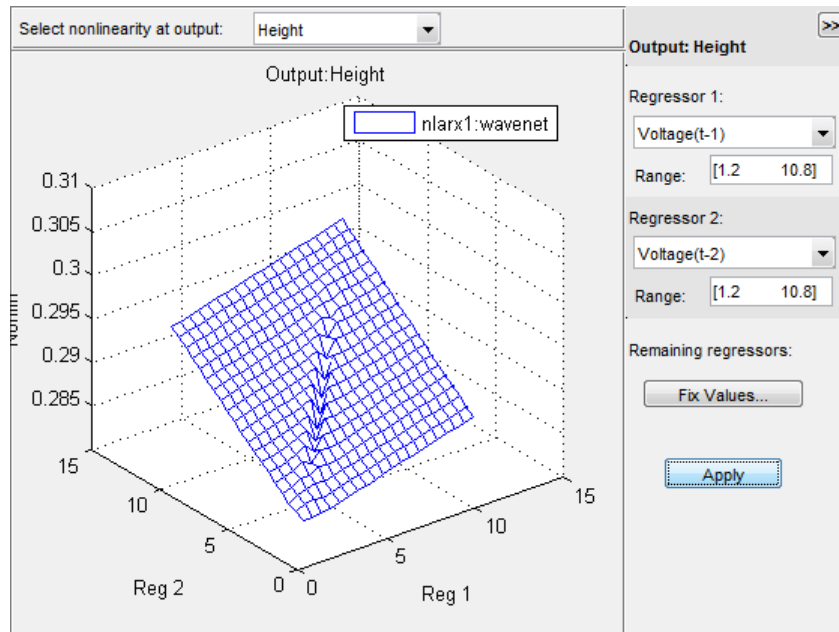 Select nonlinearity at output:
Height
Output:Height
nlarx1:wavenet
0.31
0.305
0.3
0.295
0.29
0.285
15
10
5
0
0
5
10
15
Reg 2
Reg 1
>>
Output: Height
Regressor 1:
Voltage(t-1)
Range: [1.2 10.8]
Regressor 2:
Voltage(t-2)
Range: [1.2 10.8]
Remaining regressors:
Fix Values...
Apply